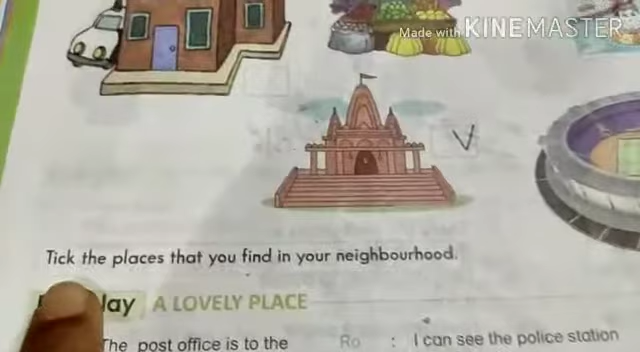 Made with KINEMASTER
Tick the places that you find in your neighbourhood.
lay A LOVELY PLACE
The post office is to the
Ro : I can see the police station